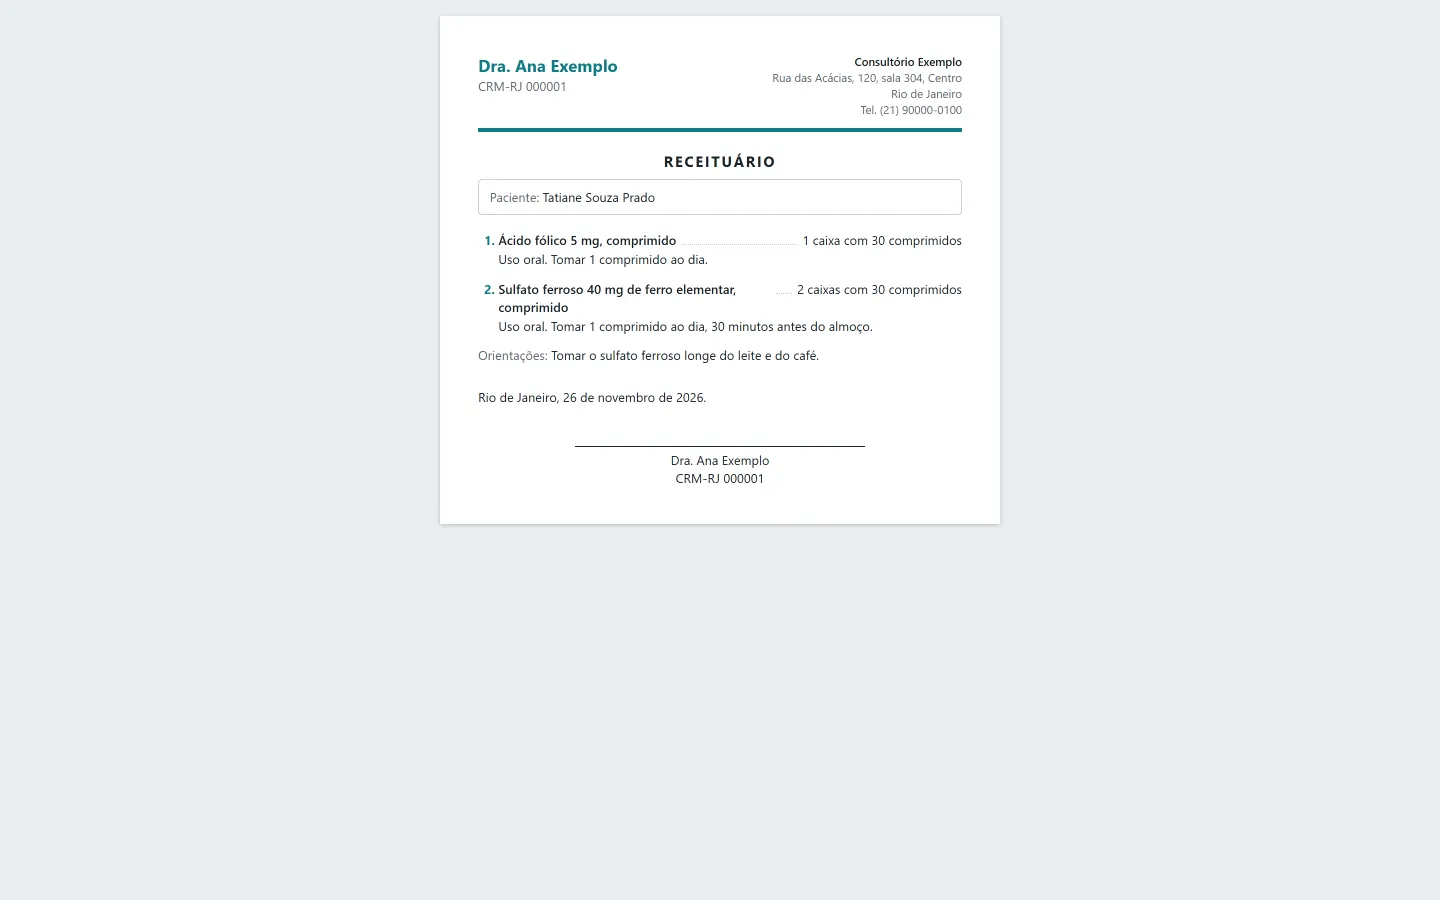 Dra. Ana Exemplo
CRM-RJ 000001
Consultório Exemplo
Rua das Acácias, 120, sala 304, Centro
Rio de Janeiro
Tel. (21) 90000-0100
RECEITUÁRIO
Paciente: Tatiane Souza Prado
1. Ácido fólico 5 mg, comprimido 1 caixa com 30 comprimidos
Uso oral. Tomar 1 comprimido ao dia.
2. Sulfato ferroso 40 mg de ferro elementar, 2 caixas com 30 comprimidos
comprimido
Uso oral. Tomar 1 comprimido ao dia, 30 minutos antes do almoço.
Orientações: Tomar o sulfato ferroso longe do leite e do café.
Rio de Janeiro, 26 de novembro de 2026.
Dra. Ana Exemplo
CRM-RJ 000001